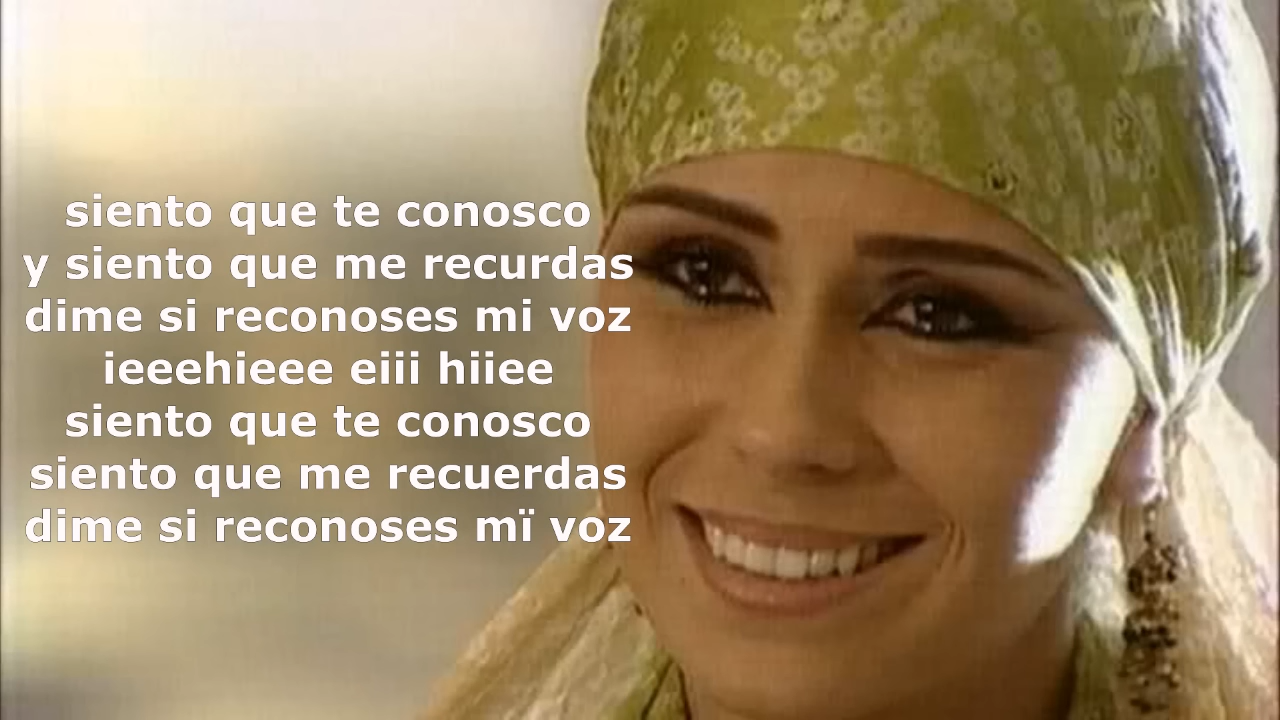 siento que te conosco
y siento que me recurdas
dime si reconoses mi voz
ieeehieee eiii hiiee
siento que te conosco
siento que me recuerdas
dime si reconoses mï voz